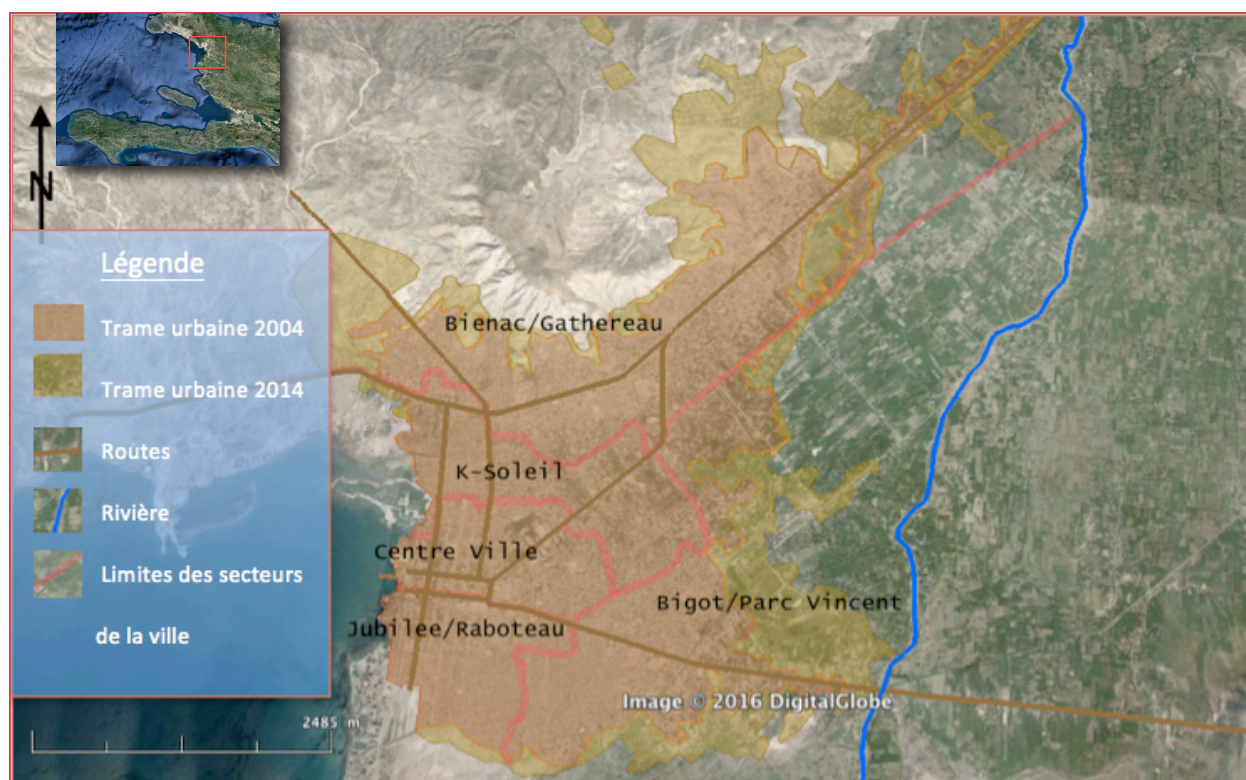 N
Légende
Trame urbaine 2004
Trame urbaine 2014
Routes
Rivière
Limites des secteurs
de la ville
2485 m
Bienac/Gathereau
K-Soleil
Centre Ville
Bigot/Parc Vincent
Jubilee/Raboteau
Image © 2016 DigitalGlobe